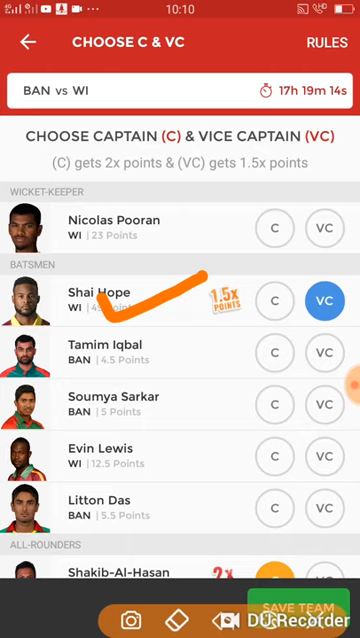 10:10
CHOOSE C & VC
RULES
BAN vs WI
17h 19m 14s
CHOOSE CAPTAIN (C) & VICE CAPTAIN (VC)
(C) gets 2x points & (VC) gets 1.5x points
WICKET-KEEPER
Nicolas Pooran
WI | 23 Points
C
VC
BATSMEN
Shai Hope
WI
1.5x
POINTS
C
VC
Tamim Iqbal
BAN | 4.5 Points
C
VC
Soumya Sarkar
BAN | 5 Points
C
VC
Evin Lewis
WI | 12.5 Points
C
VC
Litton Das
BAN | 5.5 Points
C
VC
ALL-ROUNDERS
Shakib-Al-Hasan
2x
SAVE TEAM
DU Recorder